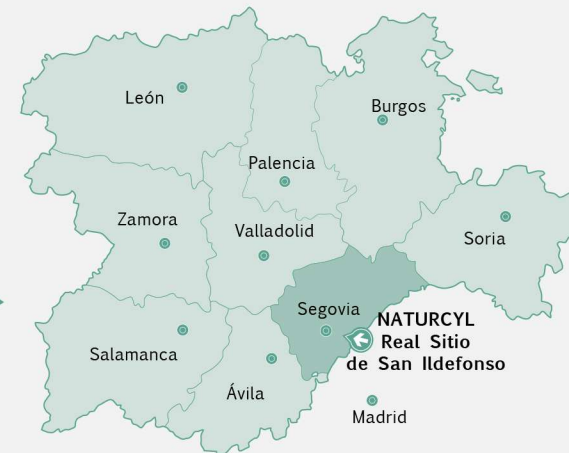 León
Burgos
Palencia
Zamora
Valladolid
Soria
Segovia
NATURCYL
Real Sitio
de San Ildefonso
Salamanca
Ávila
Madrid